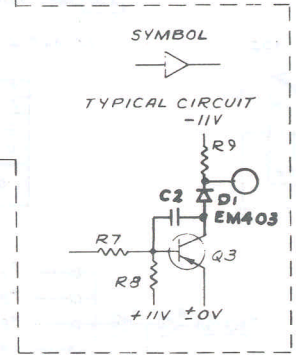 SYMBOL
TYPICAL CIRCUIT
-11V
R9
C2
D1
EM403
R7
Q3
R8
+11V ±0V